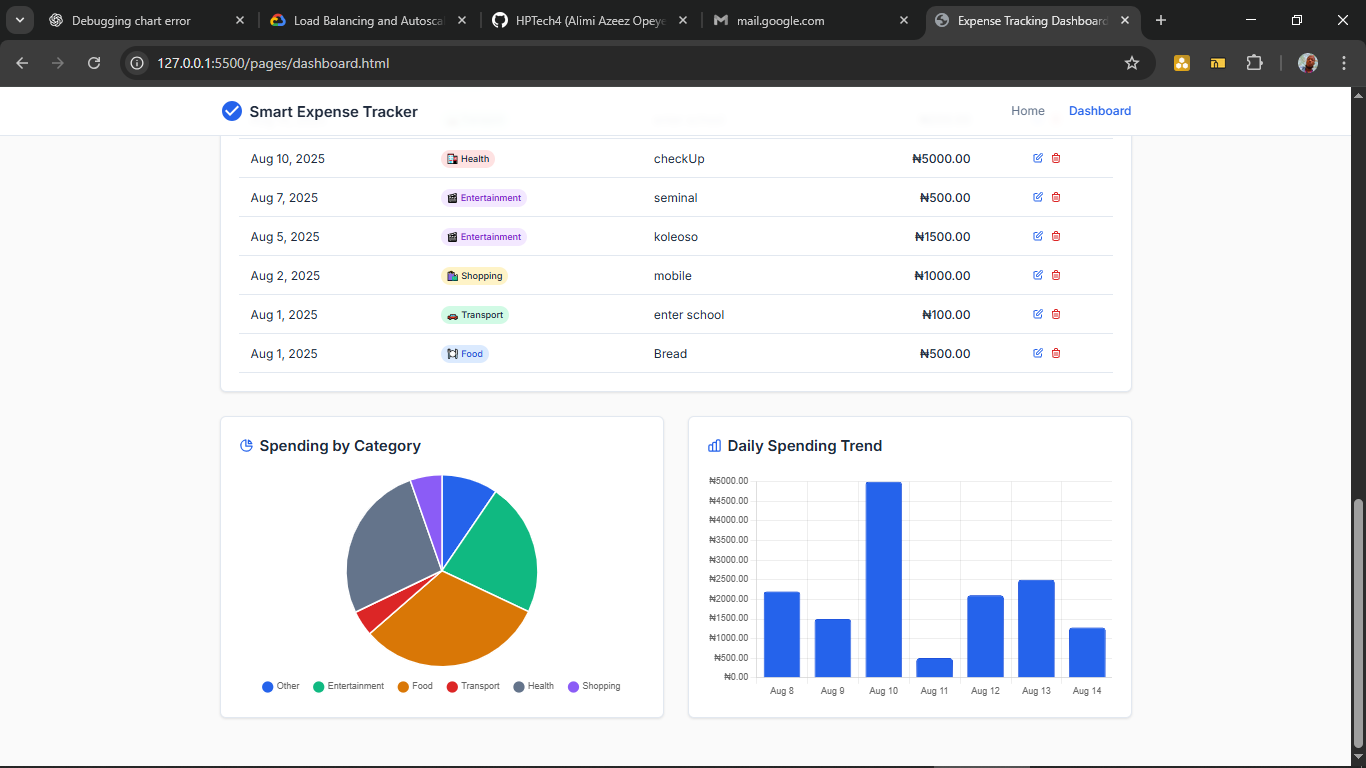 Debugging chart error
Load Balancing and Autosca
HPTech4 (Alimi Azeez Opeye
mail.google.com
Expense Tracking Dashboard
127.0.0.1:5500/pages/dashboard.html
Smart Expense Tracker
Home
Dashboard
Aug 10, 2025 Health checkUp ₦5000.00
Aug 7, 2025 Entertainment seminal ₦500.00
Aug 5, 2025 Entertainment koleoso ₦1500.00
Aug 2, 2025 Shopping mobile ₦1000.00
Aug 1, 2025 Transport enter school ₦100.00
Aug 1, 2025 Food Bread ₦500.00
Spending by Category
Other Entertainment Food Transport Health Shopping
Daily Spending Trend
₦5000.00
₦4500.00
₦4000.00
₦3500.00
₦3000.00
₦2500.00
₦2000.00
₦1500.00
₦1000.00
₦500.00
₦0.00
Aug 8 Aug 9 Aug 10 Aug 11 Aug 12 Aug 13 Aug 14